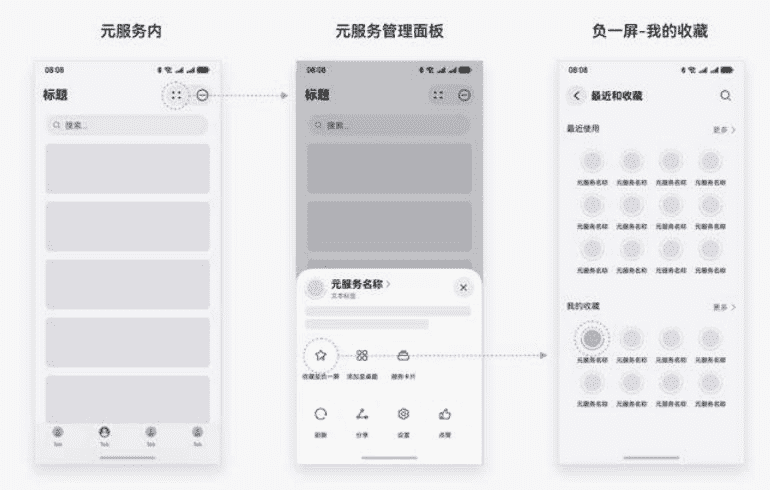 元服务内
08:08
标题
搜索...
Tab
Tab
Tab
Tab
元服务管理面板
08:08
标题
搜索...
元服务名称
文本标签
收藏至负一屏
添加至桌面
服务卡片
刷新
分享
设置
点赞
负一屏-我的收藏
08:08
最近和收藏
最近使用 更多
元服务名称 元服务名称 元服务名称 元服务名称
元服务名称 元服务名称 元服务名称 元服务名称
元服务名称 元服务名称 元服务名称 元服务名称
我的收藏 更多
元服务名称 元服务名称 元服务名称 元服务名称
元服务名称 元服务名称 元服务名称 元服务名称